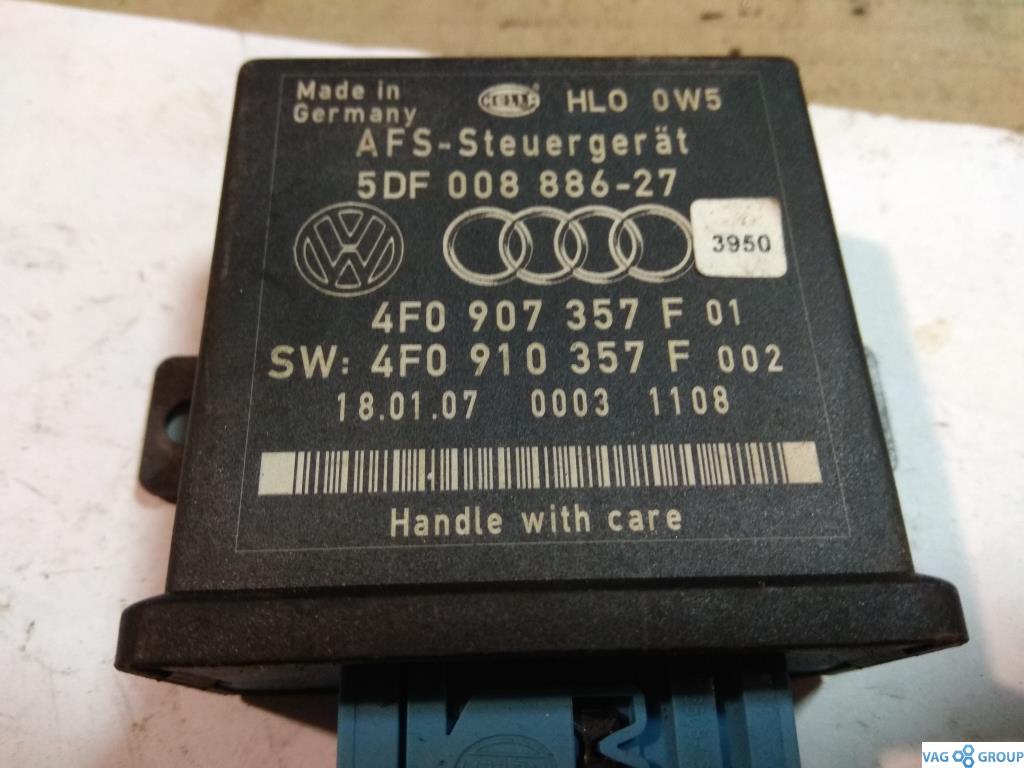 Made in
Germany
HELLA HLO 0W5
AFS-Steuergerät
5DF 008 886-27
3950
4F0 907 357 F 01
SW: 4F0 910 357 F 002
18.01.07 0003 1108
Handle with care
VAG GROUP